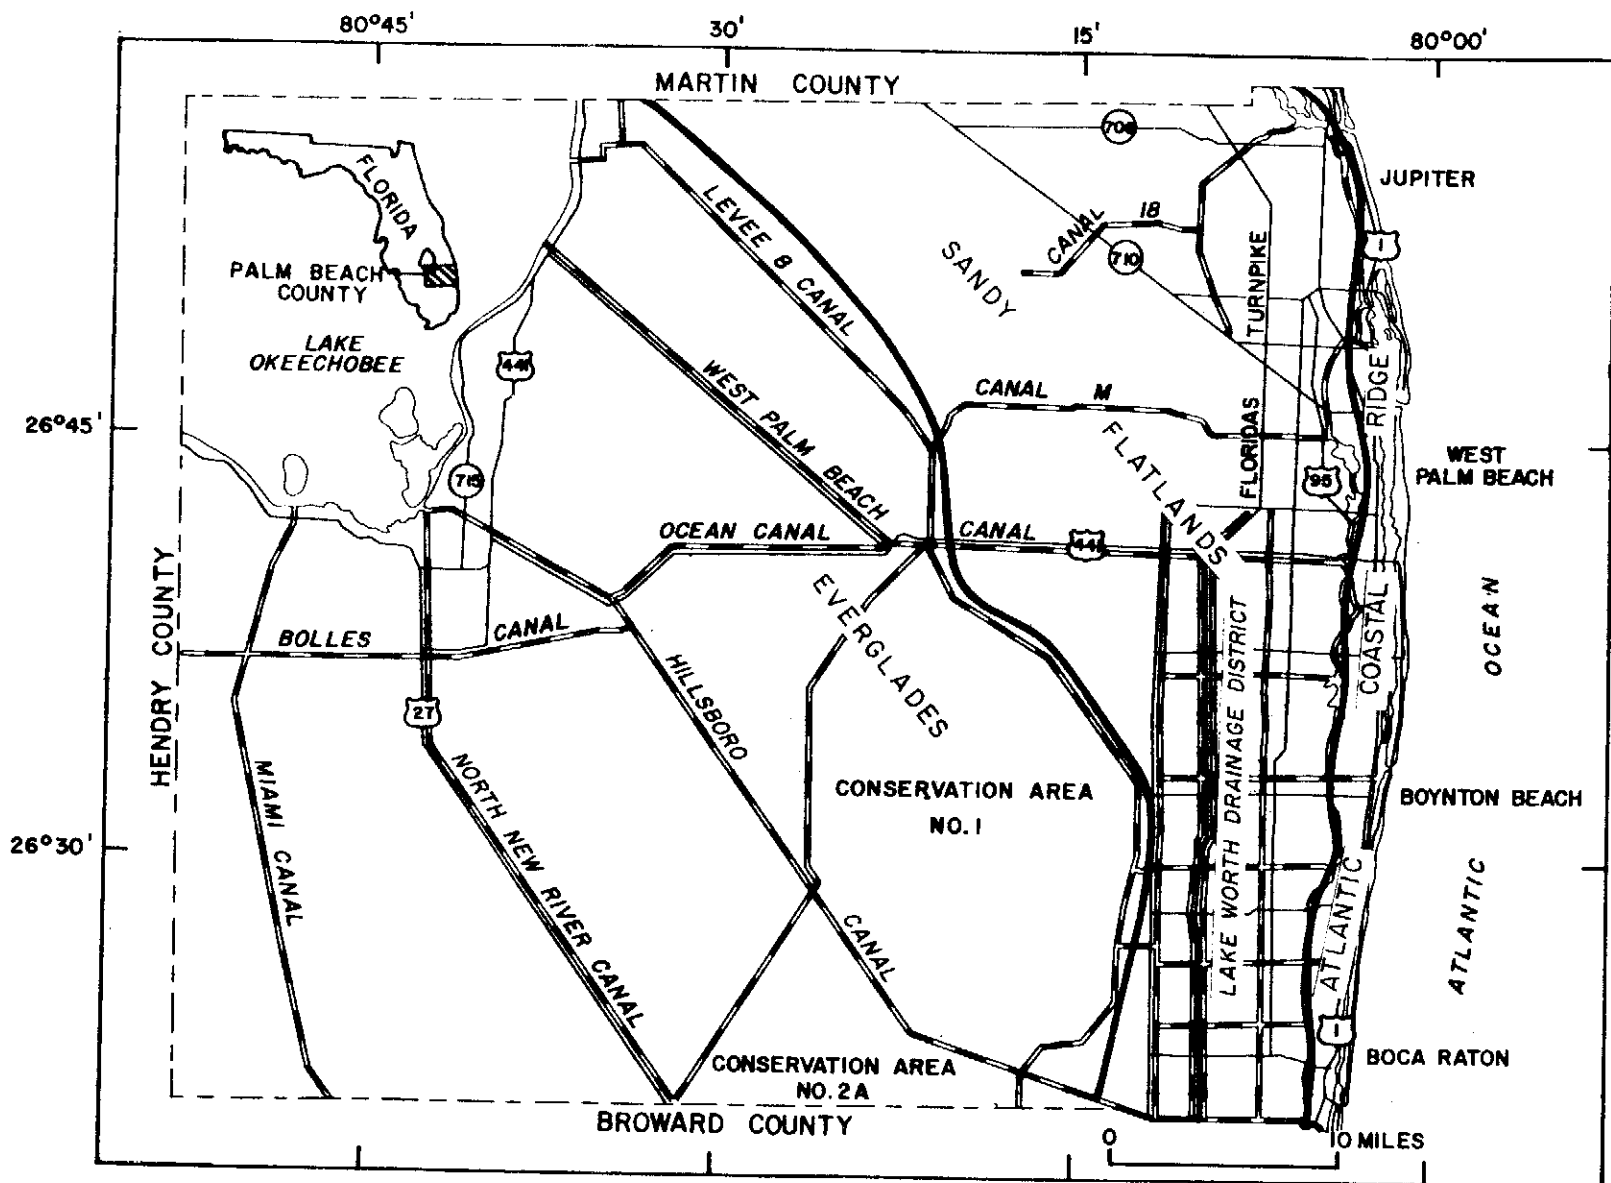 80°45'
30'
15'
80°00'
MARTIN COUNTY
706
JUPITER
FLORIDA
LEVEE 8 CANAL
CANAL 18
1
SANDY
710
PALM BEACH
COUNTY
TURNPIKE
LAKE
OKEECHOBEE
441
WEST PALM BEACH
CANAL M
RIDGE
26°45'
FLATLANDS
FLORIDAS
WEST
PALM BEACH
715
95
OCEAN CANAL
CANAL
441
HENDRY COUNTY
EVERGLADES
OCEAN
BOLLES
CANAL
COASTAL
LAKE WORTH DRAINAGE DISTRICT
27
HILLSBORO
MIAMI CANAL
NORTH NEW RIVER CANAL
CONSERVATION AREA
NO. 1
BOYNTON BEACH
26°30'
ATLANTIC
ATLANTIC
CANAL
1
BOCA RATON
CONSERVATION AREA
NO. 2A
BROWARD COUNTY
0
10 MILES